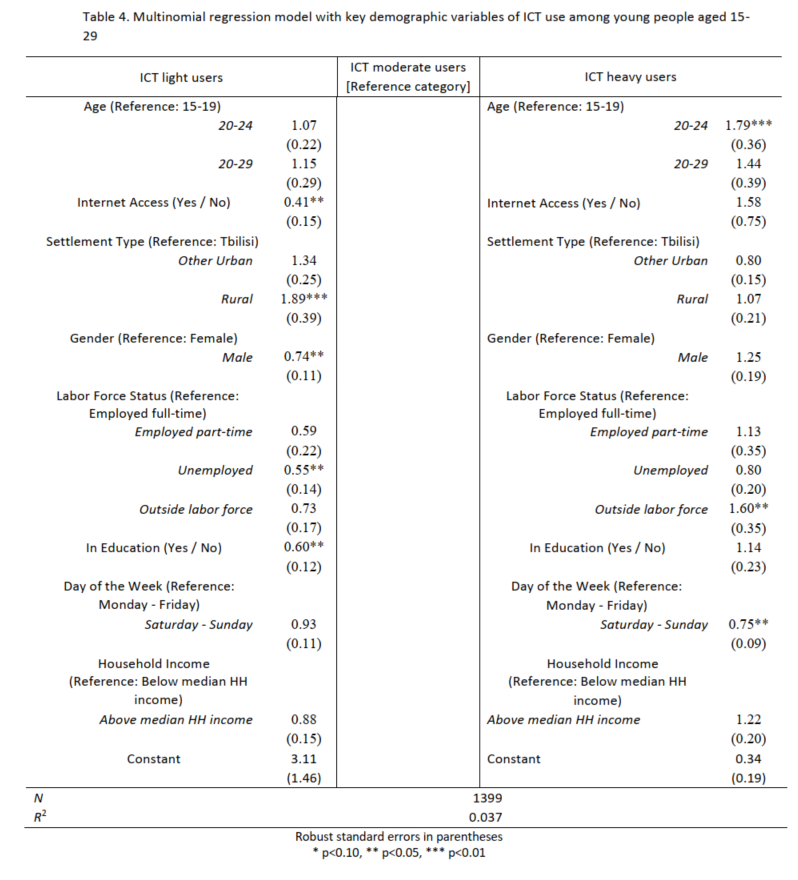 Table 4. Multinomial regression model with key demographic variables of ICT use among young people aged 15-
29
ICT light users
ICT moderate users
[Reference category]
ICT heavy users
Age (Reference: 15-19)
20-24 1.07
(0.22)
20-29 1.15
(0.29)
Internet Access (Yes / No) 0.41**
(0.15)
Settlement Type (Reference: Tbilisi)
Other Urban 1.34
(0.25)
Rural 1.89***
(0.39)
Gender (Reference: Female)
Male 0.74**
(0.11)
Labor Force Status (Reference:
Employed full-time)
Employed part-time 0.59
(0.22)
Unemployed 0.55**
(0.14)
Outside labor force 0.73
(0.17)
In Education (Yes / No) 0.60**
(0.12)
Day of the Week (Reference:
Monday - Friday)
Saturday - Sunday 0.93
(0.11)
Household Income
(Reference: Below median HH
income)
Above median HH income 0.88
(0.15)
Constant 3.11
(1.46)
Age (Reference: 15-19)
20-24 1.79***
(0.36)
20-29 1.44
(0.39)
Internet Access (Yes / No) 1.58
(0.75)
Settlement Type (Reference: Tbilisi)
Other Urban 0.80
(0.15)
Rural 1.07
(0.21)
Gender (Reference: Female)
Male 1.25
(0.19)
Labor Force Status (Reference:
Employed full-time)
Employed part-time 1.13
(0.35)
Unemployed 0.80
(0.20)
Outside labor force 1.60**
(0.35)
In Education (Yes / No) 1.14
(0.23)
Day of the Week (Reference:
Monday - Friday)
Saturday - Sunday 0.75**
(0.09)
Household Income
(Reference: Below median HH
income)
Above median HH income 1.22
(0.20)
Constant 0.34
(0.19)
N 1399
R² 0.037
Robust standard errors in parentheses
* p<0.10, ** p<0.05, *** p<0.01